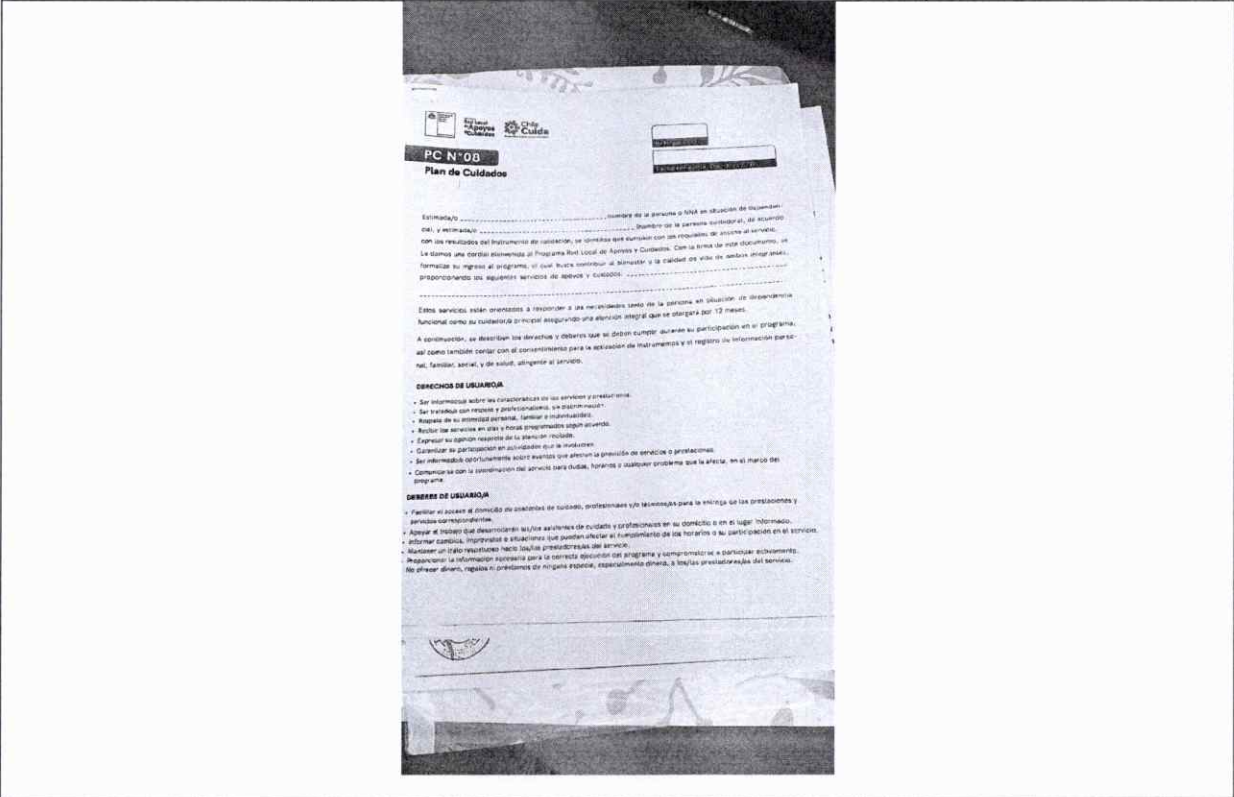 Red Local
de Apoyos
y Cuidados
Chile
Cuida
PC N°08
Plan de Cuidados
Estimada/o ______ (nombre de la persona o NNA en situación de dependen-
cia), y estimada/o ______ (nombre de la persona cuidadora), de acuerdo
con los resultados del instrumento de validación, se identifica que cumplen con los requisitos de acceso al servicio.
Le damos una cordial bienvenida al Programa Red Local de Apoyos y Cuidados. Con la firma de este documento, se
formaliza su ingreso al programa, el cual busca contribuir al bienestar y la calidad de vida de ambos integrantes,
proporcionando los siguientes servicios de apoyos y cuidados: ______
Estos servicios están orientados a responder a las necesidades tanto de la persona en situación de dependencia
funcional como su cuidador/a principal asegurando una atención integral que se otorgará por 12 meses.
A continuación, se describen los derechos y deberes que se deben cumplir durante su participación en el programa,
así como también contar con el consentimiento para la aplicación de instrumentos y el registro de información perso-
nal, familiar, social, y de salud, atingente al servicio.
DERECHOS DE USUARIO/A
• Ser informado/a sobre las características de los servicios y prestaciones.
• Ser tratado/a con respeto y profesionalismo, sin discriminación.
• Respeto de su intimidad personal, familiar e individualidad.
• Recibir los servicios en días y horas programados según acuerdo.
• Expresar su opinión respecto de la atención recibida.
• Garantizar su participación en actividades que le involucren.
• Ser informado/a oportunamente sobre eventos que afecten la provisión de servicios o prestaciones.
• Comunicarse con la coordinación del servicio para dudas, horarios o cualquier problema que la afecte, en el marco del
programa.
DEBERES DE USUARIO/A
• Facilitar el acceso al domicilio de asistentes de cuidado, profesionales y/o técnicos/as para la entrega de las prestaciones y
servicios correspondientes.
• Apoyar el trabajo que desarrollarán las/los asistentes de cuidado y profesionales en su domicilio o en el lugar informado.
• Informar cambios, imprevistos o situaciones que puedan afectar el cumplimiento de los horarios o su participación en el servicio.
• Mantener un trato respetuoso hacia los/las prestadores/as del servicio.
• Proporcionar la información necesaria para la correcta ejecución del programa y comprometerse a participar activamente.
No ofrecer dinero, regalos ni préstamos de ninguna especie, especialmente dinero, a los/las prestadores/as del servicio.